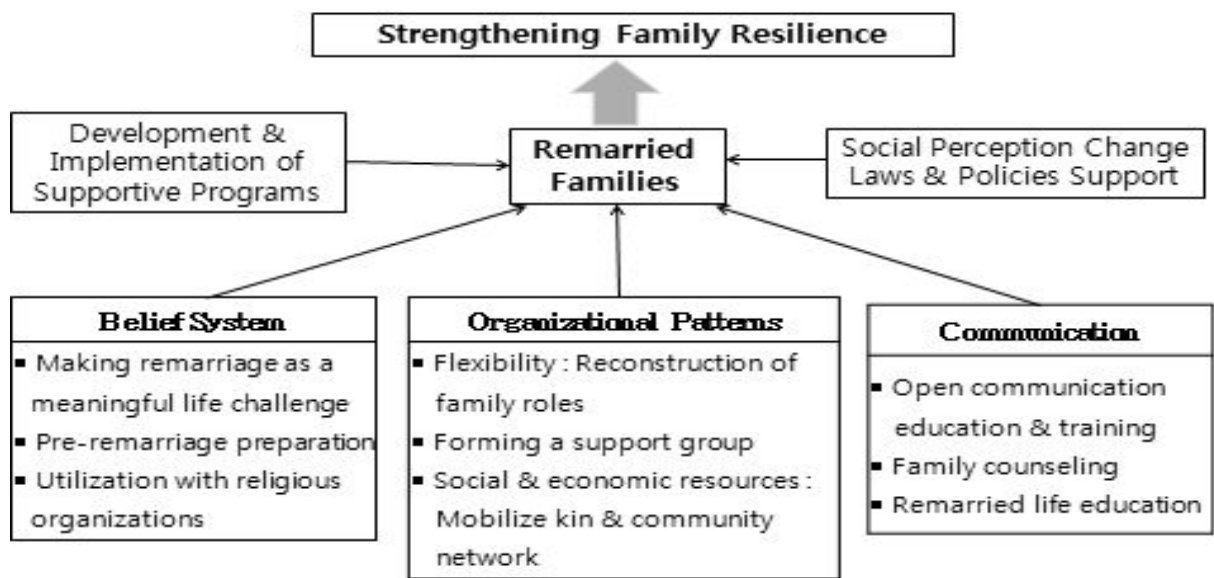 Strengthening Family Resilience
Development &
Implementation of
Supportive Programs
Remarried
Families
Social Perception Change
Laws & Policies Support
Belief System
▪ Making remarriage as a
meaningful life challenge
▪ Pre-remarriage preparation
▪ Utilization with religious
organizations
Organizational Patterns
▪ Flexibility : Reconstruction of
family roles
▪ Forming a support group
▪ Social & economic resources :
Mobilize kin & community
network
Communication
▪ Open communication
education & training
▪ Family counseling
▪ Remarried life education